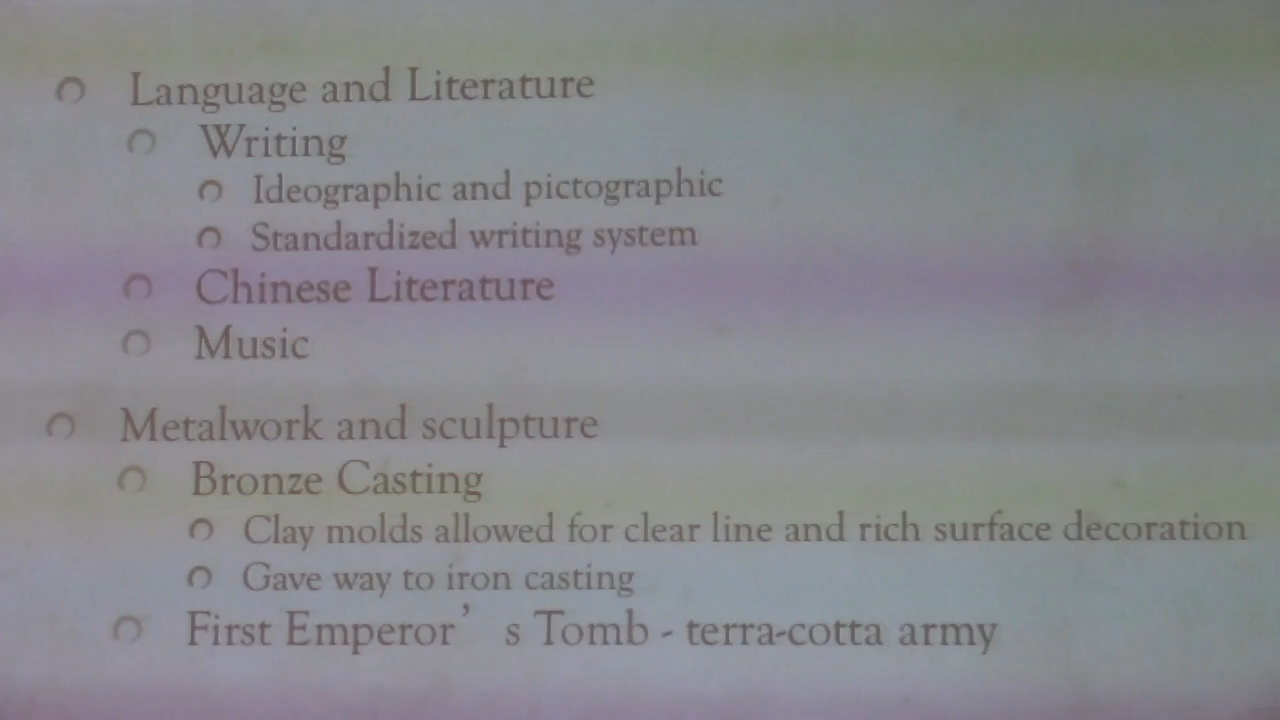 Language and Literature
Writing
Ideographic and pictographic
Standardized writing system
Chinese Literature
Music
Metalwork and sculpture
Bronze Casting
Clay molds allowed for clear line and rich surface decoration
Gave way to iron casting
First Emperor's Tomb - terra-cotta army